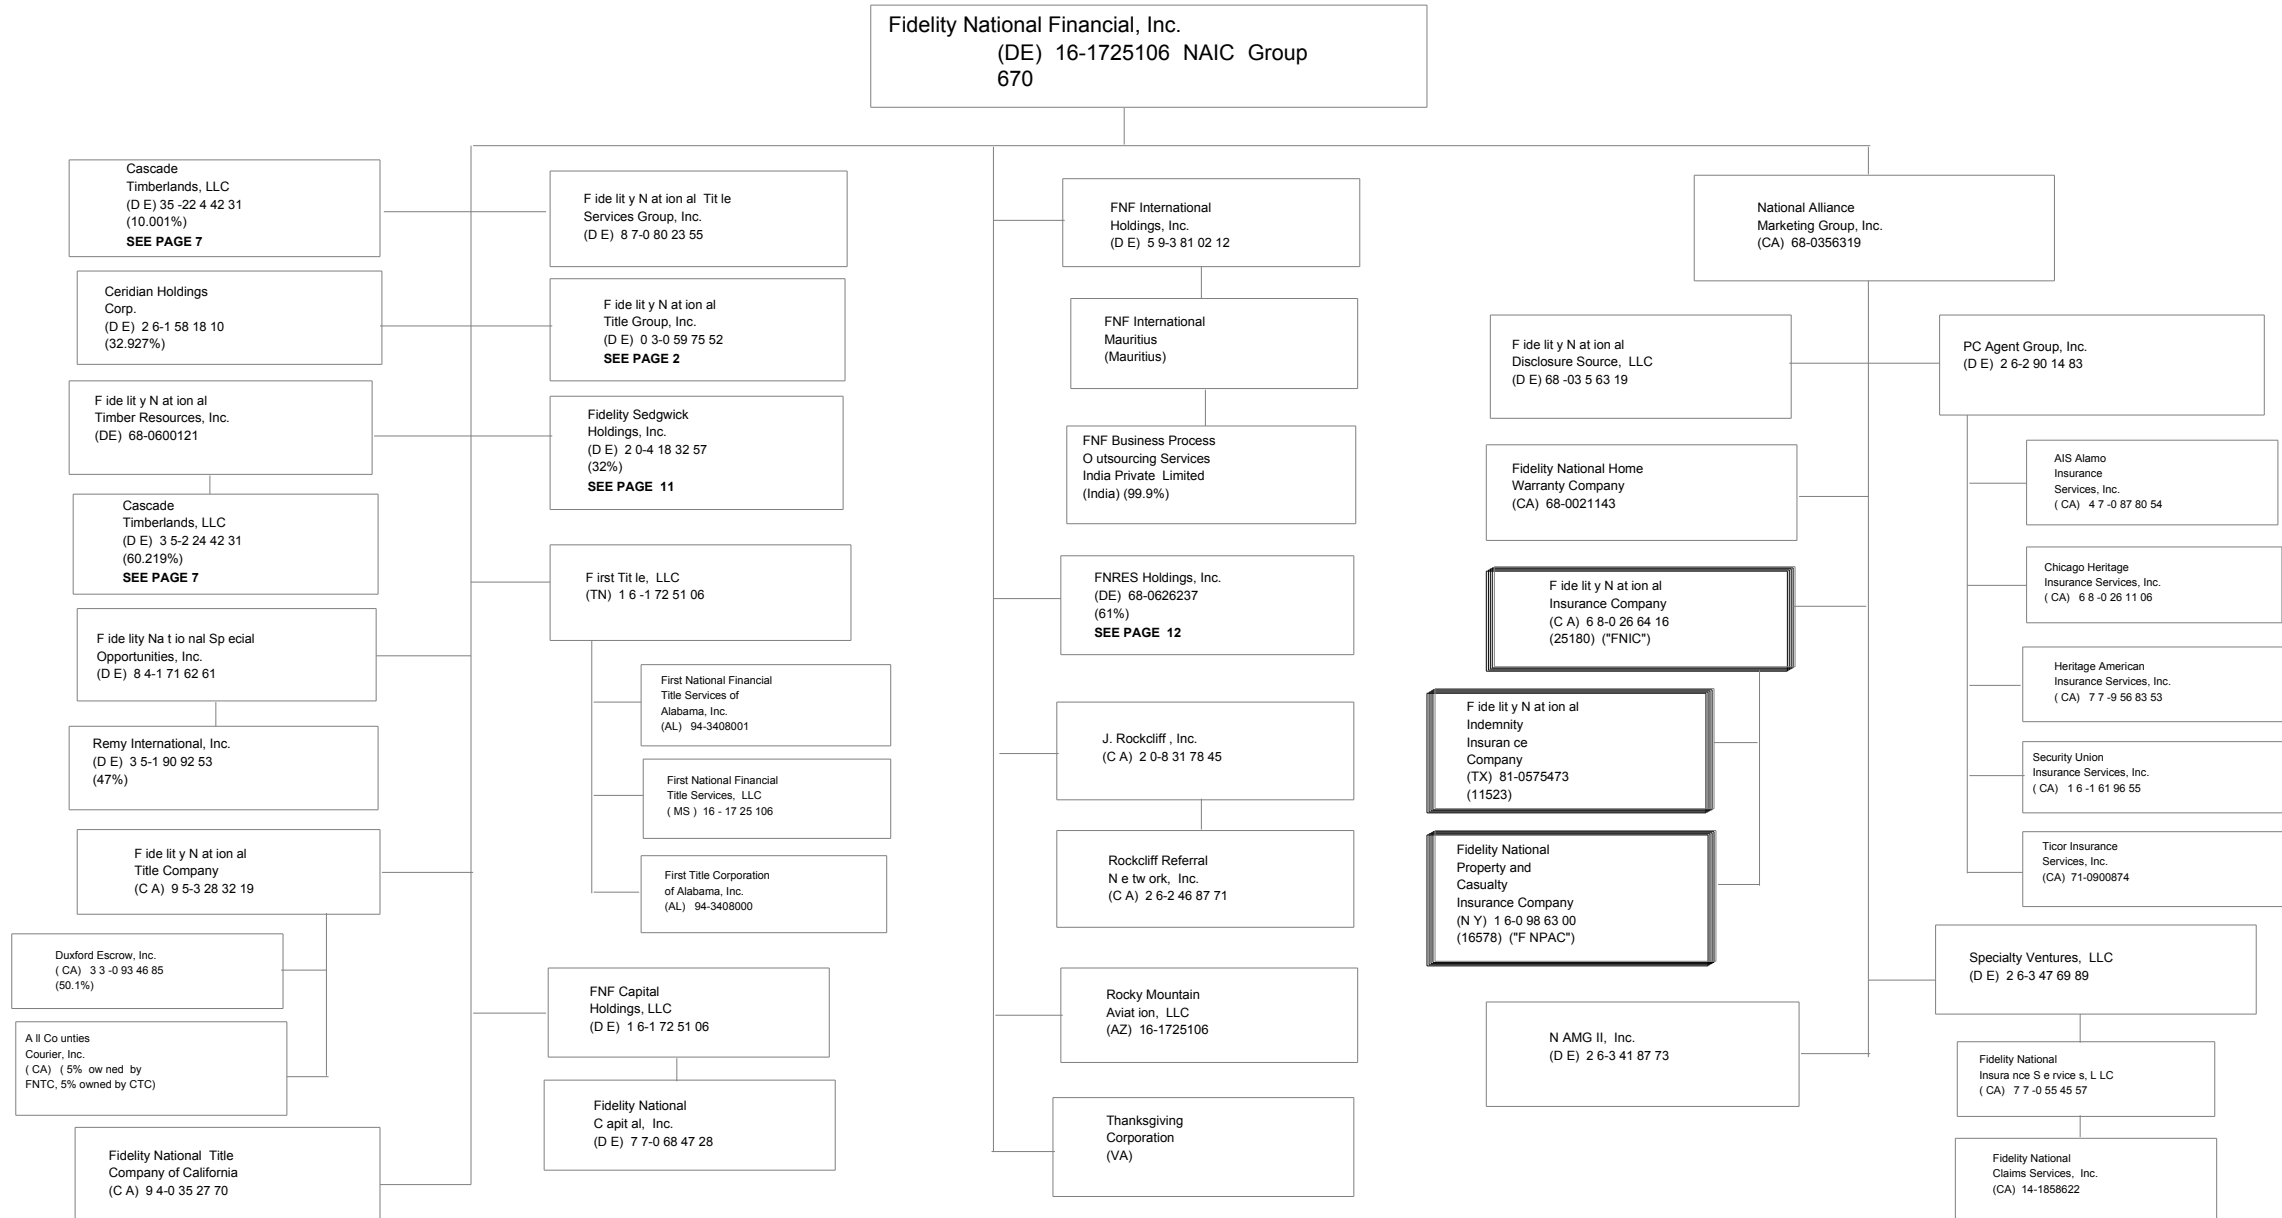 Fidelity National Financial, Inc.
(DE) 16-1725106 NAIC Group
670
Cascade
Timberlands, LLC
(D E) 35 -22 4 42 31
(10.001%)
SEE PAGE 7
Ceridian Holdings
Corp.
(D E) 2 6-1 58 18 10
(32.927%)
F ide lit y N at ion al
Timber Resources, Inc.
(DE) 68-0600121
Cascade
Timberlands, LLC
(D E) 3 5-2 24 42 31
(60.219%)
SEE PAGE 7
F ide lity Na t io nal Sp ecial
Opportunities, Inc.
(D E) 8 4-1 71 62 61
Remy International, Inc.
(D E) 3 5-1 90 92 53
(47%)
F ide lit y N at ion al
Title Company
(C A) 9 5-3 28 32 19
Duxford Escrow, Inc.
( CA) 3 3 -0 93 46 85
(50.1%)
A ll Co unties
Courier, Inc.
( CA) ( 5% ow ned by
FNTC, 5% owned by CTC)
Fidelity National Title
Company of California
(C A) 9 4-0 35 27 70
F ide lit y N at ion al Tit le
Services Group, Inc.
(D E) 8 7-0 80 23 55
F ide lit y N at ion al
Title Group, Inc.
(D E) 0 3-0 59 75 52
SEE PAGE 2
Fidelity Sedgwick
Holdings, Inc.
(D E) 2 0-4 18 32 57
(32%)
SEE PAGE 11
F irst Tit le, LLC
(TN) 1 6 -1 72 51 06
First National Financial
Title Services of
Alabama, Inc.
(AL) 94-3408001
First National Financial
Title Services, LLC
( MS ) 16 - 17 25 106
First Title Corporation
of Alabama, Inc.
(AL) 94-3408000
FNF Capital
Holdings, LLC
(D E) 1 6-1 72 51 06
Fidelity National
C apit al, Inc.
(D E) 7 7-0 68 47 28
FNF International
Holdings, Inc.
(D E) 5 9-3 81 02 12
FNF International
Mauritius
(Mauritius)
FNF Business Process
O utsourcing Services
India Private Limited
(India) (99.9%)
FNRES Holdings, Inc.
(DE) 68-0626237
(61%)
SEE PAGE 12
J. Rockcliff , Inc.
(C A) 2 0-8 31 78 45
Rockcliff Referral
N e tw ork, Inc.
(C A) 2 6-2 46 87 71
Rocky Mountain
Aviat ion, LLC
(AZ) 16-1725106
Thanksgiving
Corporation
(VA)
National Alliance
Marketing Group, Inc.
(CA) 68-0356319
F ide lit y N at ion al
Disclosure Source, LLC
(D E) 68 -03 5 63 19
Fidelity National Home
Warranty Company
(CA) 68-0021143
F ide lit y N at ion al
Insurance Company
(C A) 6 8-0 26 64 16
(25180) ("FNIC")
F ide lit y N at ion al
Indemnity
Insuran ce
Company
(TX) 81-0575473
(11523)
Fidelity National
Property and
Casualty
Insurance Company
(N Y) 1 6-0 98 63 00
(16578) ("F NPAC")
N AMG II, Inc.
(D E) 2 6-3 41 87 73
PC Agent Group, Inc.
(D E) 2 6-2 90 14 83
AIS Alamo
Insurance
Services, Inc.
( CA) 4 7 -0 87 80 54
Chicago Heritage
Insurance Services, Inc.
( CA) 6 8 -0 26 11 06
Heritage American
Insurance Services, Inc.
( CA) 7 7 -9 56 83 53
Security Union
Insurance Services, Inc.
( CA) 1 6 -1 61 96 55
Ticor Insurance
Services, Inc.
(CA) 71-0900874
Specialty Ventures, LLC
(D E) 2 6-3 47 69 89
Fidelity National
Insura nce S e rvice s, L LC
( CA) 7 7 -0 55 45 57
Fidelity National
Claims Services, Inc.
(CA) 14-1858622